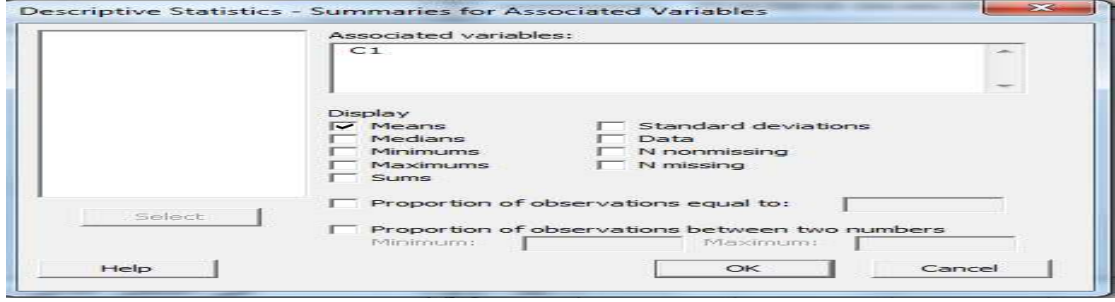 Descriptive Statistics - Summaries for Associated Variables
Associated variables:
C1
Display
Means
Standard deviations
Medians
Data
Minimums
N nonmissing
Maximums
N missing
Sums
Proportion of observations equal to:
Select
Proportion of observations between two numbers
Minimum:
Maximum:
Help
OK
Cancel